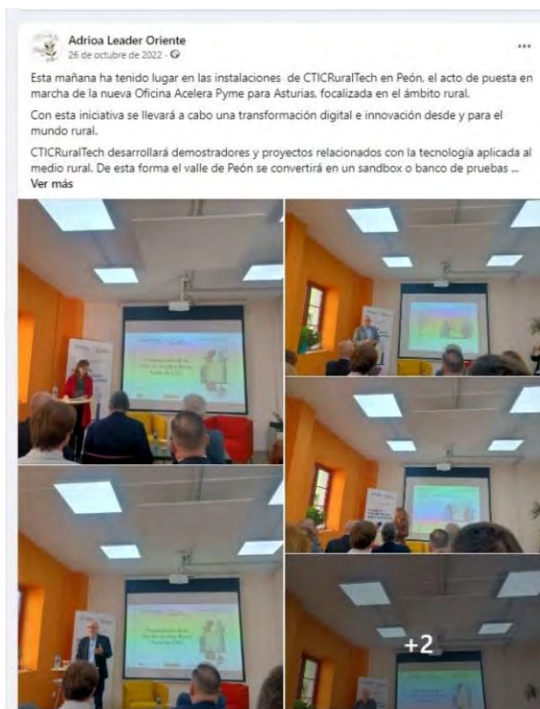 Adrioa Leader Oriente
26 de octubre de 2022 ·
Esta mañana ha tenido lugar en las instalaciones de CTICRuralTech en Peón, el acto de puesta en
marcha de la nueva Oficina Acelera Pyme para Asturias, focalizada en el ámbito rural.
Con esta iniciativa se llevará a cabo una transformación digital e innovación desde y para el
mundo rural.
CTICRuralTech desarrollará demostradores y proyectos relacionados con la tecnología aplicada al
medio rural. De esta forma el valle de Peón se convertirá en un sandbox o banco de pruebas ...
Ver más
+2